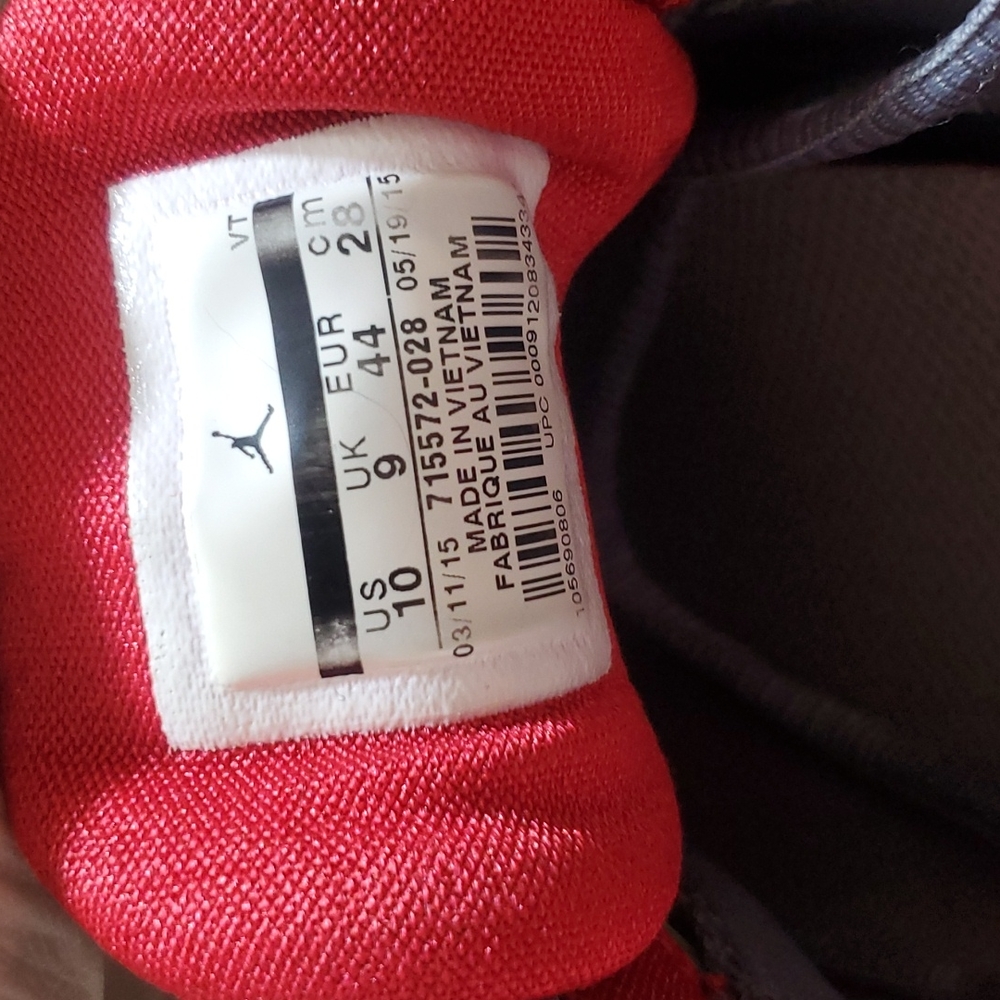 VT
US UK EUR cm
10 9 44 28
03/11/15 715572-028 05/19/15
MADE IN VIETNAM
FABRIQUE AU VIETNAM
105690806 UPC 00091208343